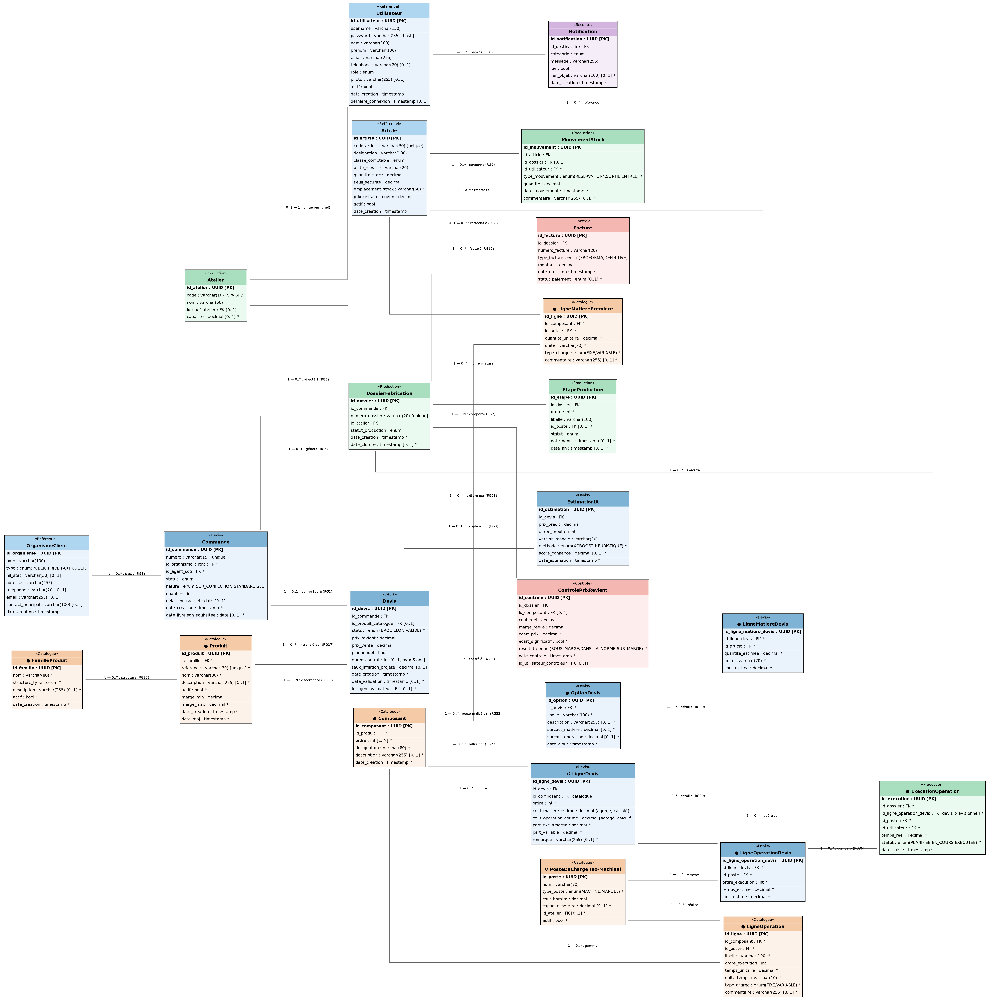 «Référentiel»
Utilisateur
id_utilisateur : UUID [PK]
username : varchar(150)
password : varchar(255) [hash]
nom : varchar(100)
prenom : varchar(100)
email : varchar(255)
telephone : varchar(20) [0..1]
role : enum
photo : varchar(255) [0..1]
actif : bool
date_creation : timestamp
derniere_connexion : timestamp [0..1]
1 — 0..* : reçoit (RG18)
«Sécurité»
Notification
id_notification : UUID [PK]
id_destinataire : FK
categorie : enum
message : varchar(255)
lue : bool
lien_objet : varchar(100) [0..1] *
date_creation : timestamp *
1 — 0..* : référence
«Référentiel»
Article
id_article : UUID [PK]
code_article : varchar(30) [unique]
designation : varchar(100)
classe_comptable : enum
unite_mesure : varchar(20)
quantite_stock : decimal
seuil_securite : decimal
emplacement_stock : varchar(50) *
prix_unitaire_moyen : decimal
actif : bool
date_creation : timestamp
1 — 0..* : concerne (RG9)
1 — 0..* : référence
«Production»
MouvementStock
id_mouvement : UUID [PK]
id_article : FK
id_dossier : FK [0..1]
id_utilisateur : FK *
type_mouvement : enum(RESERVATION*,SORTIE,ENTREE) *
quantite : decimal
date_mouvement : timestamp *
commentaire : varchar(255) [0..1] *
0..1 — 1 : dirigé par (chef)
0..1 — 0..* : rattaché à (RG8)
1 — 0..* : facturé (RG12)
«Contrôle»
Facture
id_facture : UUID [PK]
id_dossier : FK
numero_facture : varchar(20)
type_facture : enum(PROFORMA,DEFINITIVE)
montant : decimal
date_emission : timestamp *
statut_paiement : enum [0..1] *
«Production»
Atelier
id_atelier : UUID [PK]
code : varchar(10) [SPA,SPB]
nom : varchar(50)
id_chef_atelier : FK [0..1]
capacite : decimal [0..1] *
«Catalogue»
● LigneMatierePremiere
id_ligne : UUID [PK]
id_composant : FK *
id_article : FK *
quantite_unitaire : decimal *
unite : varchar(20) *
type_charge : enum(FIXE,VARIABLE) *
commentaire : varchar(255) [0..1] *
1 — 0..* : nomenclature
1 — 0..* : affecté à (RG6)
«Production»
DossierFabrication
id_dossier : UUID [PK]
id_commande : FK
numero_dossier : varchar(20) [unique]
id_atelier : FK
statut_production : enum
date_creation : timestamp *
date_cloture : timestamp [0..1] *
1 — 1..N : comporte (RG7)
«Production»
EtapeProduction
id_etape : UUID [PK]
id_dossier : FK
ordre : int *
libelle : varchar(100)
id_poste : FK [0..1] *
statut : enum
date_debut : timestamp [0..1] *
date_fin : timestamp [0..1] *
1 — 0..1 : génère (RG5)
1 — 0..* : exécute
1 — 0..* : clôturé par (RG23)
1 — 0..1 : complété par (RG3)
«Devis»
EstimationIA
id_estimation : UUID [PK]
id_devis : FK
prix_predit : decimal
duree_predite : int
version_modele : varchar(30)
methode : enum(XGBOOST,HEURISTIQUE) *
score_confiance : decimal [0..1] *
date_estimation : timestamp *
«Référentiel»
OrganismeClient
id_organisme : UUID [PK]
nom : varchar(100)
type : enum(PUBLIC,PRIVE,PARTICULIER)
nif_stat : varchar(30) [0..1]
adresse : varchar(255)
telephone : varchar(20) [0..1]
email : varchar(255) [0..1]
contact_principal : varchar(100) [0..1]
date_creation : timestamp
1 — 0..* : passe (RG1)
«Devis»
Commande
id_commande : UUID [PK]
numero : varchar(15) [unique]
id_organisme_client : FK *
id_agent_sdo : FK *
statut : enum
nature : enum(SUR_CONFECTION,STANDARDISEE)
quantite : int
delai_contractuel : date [0..1]
date_creation : timestamp *
date_livraison_souhaitee : date [0..1] *
1 — 0..1 : donne lieu à (RG2)
«Devis»
Devis
id_devis : UUID [PK]
id_commande : FK
id_produit_catalogue : FK [0..1]
statut : enum(BROUILLON,VALIDE) *
prix_revient : decimal
prix_vente : decimal
pluriannuel : bool
duree_contrat : int [0..1, max 5 ans]
taux_inflation_projete : decimal [0..1]
date_creation : timestamp *
date_validation : timestamp [0..1] *
id_agent_validateur : FK [0..1] *
«Contrôle»
ControlePrixRevient
id_controle : UUID [PK]
id_dossier : FK
id_composant : FK [0..1]
cout_reel : decimal
marge_reelle : decimal
ecart_prix : decimal *
ecart_significatif : bool *
resultat : enum(SOUS_MARGE,DANS_LA_NORME,SUR_MARGE) *
date_controle : timestamp *
id_utilisateur_controleur : FK [0..1] *
«Devis»
● LigneMatiereDevis
id_ligne_matiere_devis : UUID [PK]
id_ligne_devis : FK *
id_article : FK *
quantite_estimee : decimal *
unite : varchar(20) *
cout_estime : decimal *
«Catalogue»
● FamilleProduit
id_famille : UUID [PK]
nom : varchar(80) *
structure_type : enum *
description : varchar(255) [0..1] *
actif : bool *
date_creation : timestamp *
1 — 0..* : structure (RG25)
«Catalogue»
● Produit
id_produit : UUID [PK]
id_famille : FK *
reference : varchar(30) [unique] *
nom : varchar(80) *
description : varchar(255) [0..1] *
actif : bool *
marge_min : decimal *
marge_max : decimal *
date_creation : timestamp *
date_maj : timestamp *
1 — 0..* : instancié par (RG27)
1 — 1..N : décompose (RG26)
1 — 0..* : contrôlé (RG28)
«Devis»
● OptionDevis
id_option : UUID [PK]
id_devis : FK *
libelle : varchar(100) *
description : varchar(255) [0..1] *
surcout_matiere : decimal [0..1] *
surcout_operation : decimal [0..1] *
date_ajout : timestamp *
1 — 0..* : détaille (RG39)
«Catalogue»
● Composant
id_composant : UUID [PK]
id_produit : FK *
ordre : int [1..N] *
designation : varchar(80) *
description : varchar(255) [0..1] *
date_creation : timestamp *
1 — 0..* : personnalisé par (RG33)
1 — 0..* : chiffré par (RG27)
1 — 0..* : chiffre
«Devis»
↺ LigneDevis
id_ligne_devis : UUID [PK]
id_devis : FK
id_composant : FK [catalogue]
ordre : int *
cout_matiere_estime : decimal [agrégé, calculé]
cout_operation_estime : decimal [agrégé, calculé]
part_fixe_amortie : decimal *
part_variable : decimal *
remarque : varchar(255) [0..1] *
1 — 0..* : détaille (RG39)
1 — 0..* : opère sur
«Production»
● ExecutionOperation
id_execution : UUID [PK]
id_dossier : FK *
id_ligne_operation_devis : FK [devis prévisionnel] *
id_poste : FK *
id_utilisateur : FK *
temps_reel : decimal *
statut : enum(PLANIFIEE,EN_COURS,EXECUTEE) *
date_saisie : timestamp *
«Devis»
● LigneOperationDevis
id_ligne_operation_devis : UUID [PK]
id_ligne_devis : FK *
id_poste : FK *
ordre_execution : int *
temps_estime : decimal *
cout_estime : decimal *
1 — 0..* : compare (RG35)
«Catalogue»
↻ PosteDeCharge (ex-Machine)
id_poste : UUID [PK]
nom : varchar(80)
type_poste : enum(MACHINE,MANUEL) *
cout_horaire : decimal
capacite_horaire : decimal [0..1] *
id_atelier : FK [0..1] *
actif : bool *
1 — 0..* : engage
1 — 0..* : réalise
1 — 0..* : gamme
«Catalogue»
● LigneOperation
id_ligne : UUID [PK]
id_composant : FK *
id_poste : FK *
libelle : varchar(100) *
ordre_execution : int *
temps_unitaire : decimal *
unite_temps : varchar(10) *
type_charge : enum(FIXE,VARIABLE) *
commentaire : varchar(255) [0..1] *